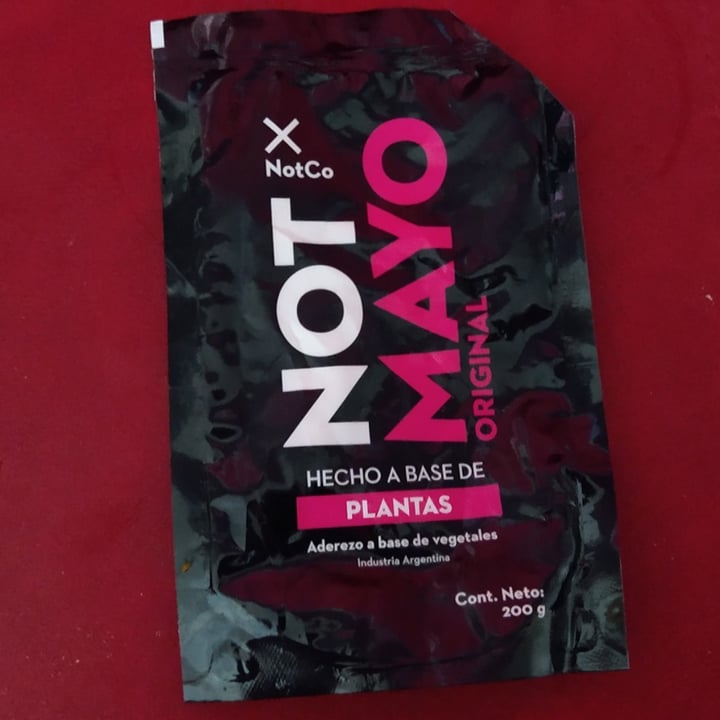 NotCo
NOT
MAYO
ORIGINAL
HECHO A BASE DE
PLANTAS
Aderezo a base de vegetales
Industria Argentina
Cont. Neto:
200 g